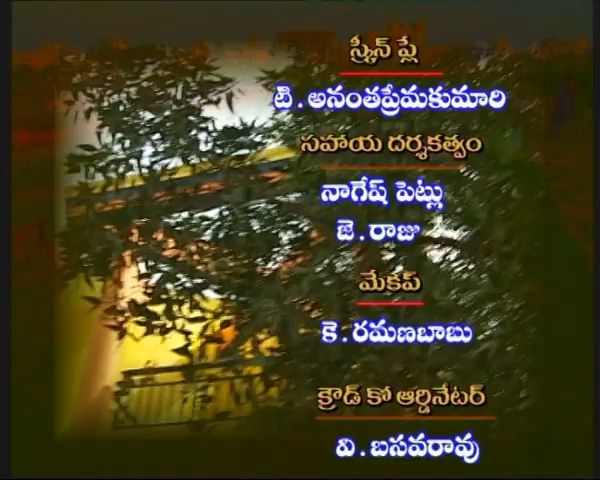 స్క్రీన్ ప్లే
టి.అనంతప్రేమకుమారి
సహాయ దర్శకత్వం
నాగేష్ పెట్లు
జె.రాజు
మేకప్
కె.రమణబాబు
క్రౌడ్ కో ఆర్డినేటర్
వి.బసవరావు